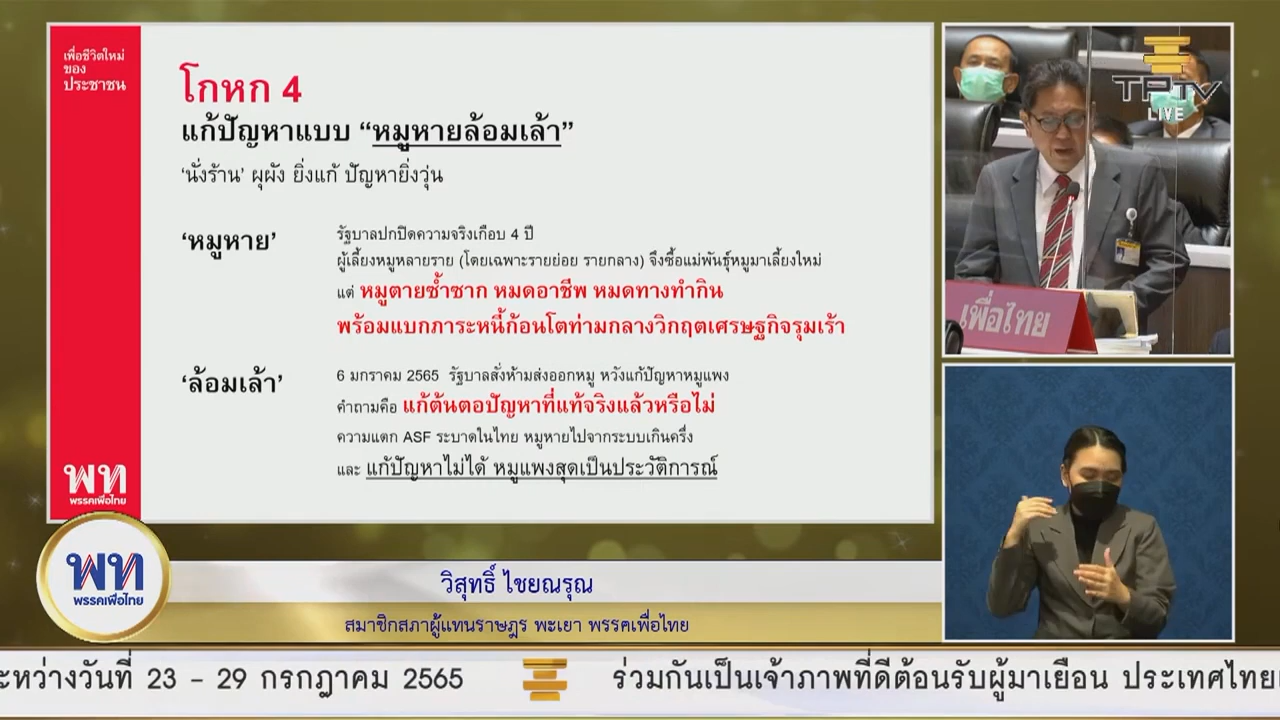 เพื่อชีวิตใหม่
ของ
ประชาชน
โกหก 4
แก้ปัญหาแบบ “หมูหายล้อมเล้า”
‘นั่งร้าน’ ผุผัง ยิ่งแก้ ปัญหายิ่งวุ่น
‘หมูหาย’
รัฐบาลปกปิดความจริงเกือบ 4 ปี
ผู้เลี้ยงหมูหลายราย (โดยเฉพาะรายย่อย รายกลาง) จึงซื้อแม่พันธุ์หมูมาเลี้ยงใหม่
แต่ หมูตายซ้ำซาก หมดอาชีพ หมดทางทำกิน
พร้อมแบกภาระหนี้ก้อนโตท่ามกลางวิกฤตเศรษฐกิจรุมเร้า
‘ล้อมเล้า’
6 มกราคม 2565 รัฐบาลสั่งห้ามส่งออกหมู หวังแก้ปัญหาหมูแพง
คำถามคือ แก้ต้นตอปัญหาที่แท้จริงแล้วหรือไม่
ความแตก ASF ระบาดในไทย หมูหายไปจากระบบเกินครึ่ง
และ แก้ปัญหาไม่ได้ หมูแพงสุดเป็นประวัติการณ์
พท
พรรคเพื่อไทย
TPTV
LIVE
เพื่อไทย
พท
พรรคเพื่อไทย
วิสุทธิ์ ไชยณรุณ
สมาชิกสภาผู้แทนราษฎร พะเยา พรรคเพื่อไทย
ะหว่างวันที่ 23 - 29 กรกฎาคม 2565 ร่วมกันเป็นเจ้าภาพที่ดีต้อนรับผู้มาเยือน ประเทศไทย